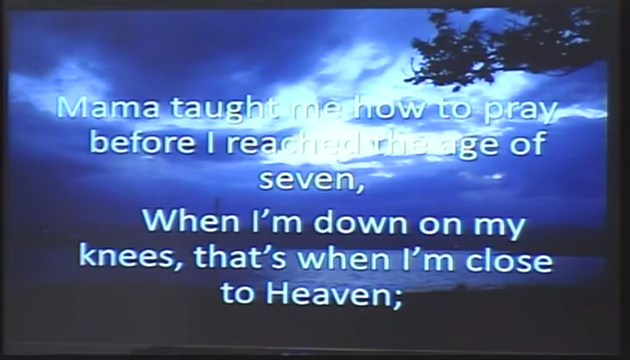 Mama taught me how to pray
before I reached the age of
seven,
When I'm down on my
knees, that's when I'm close
to Heaven;